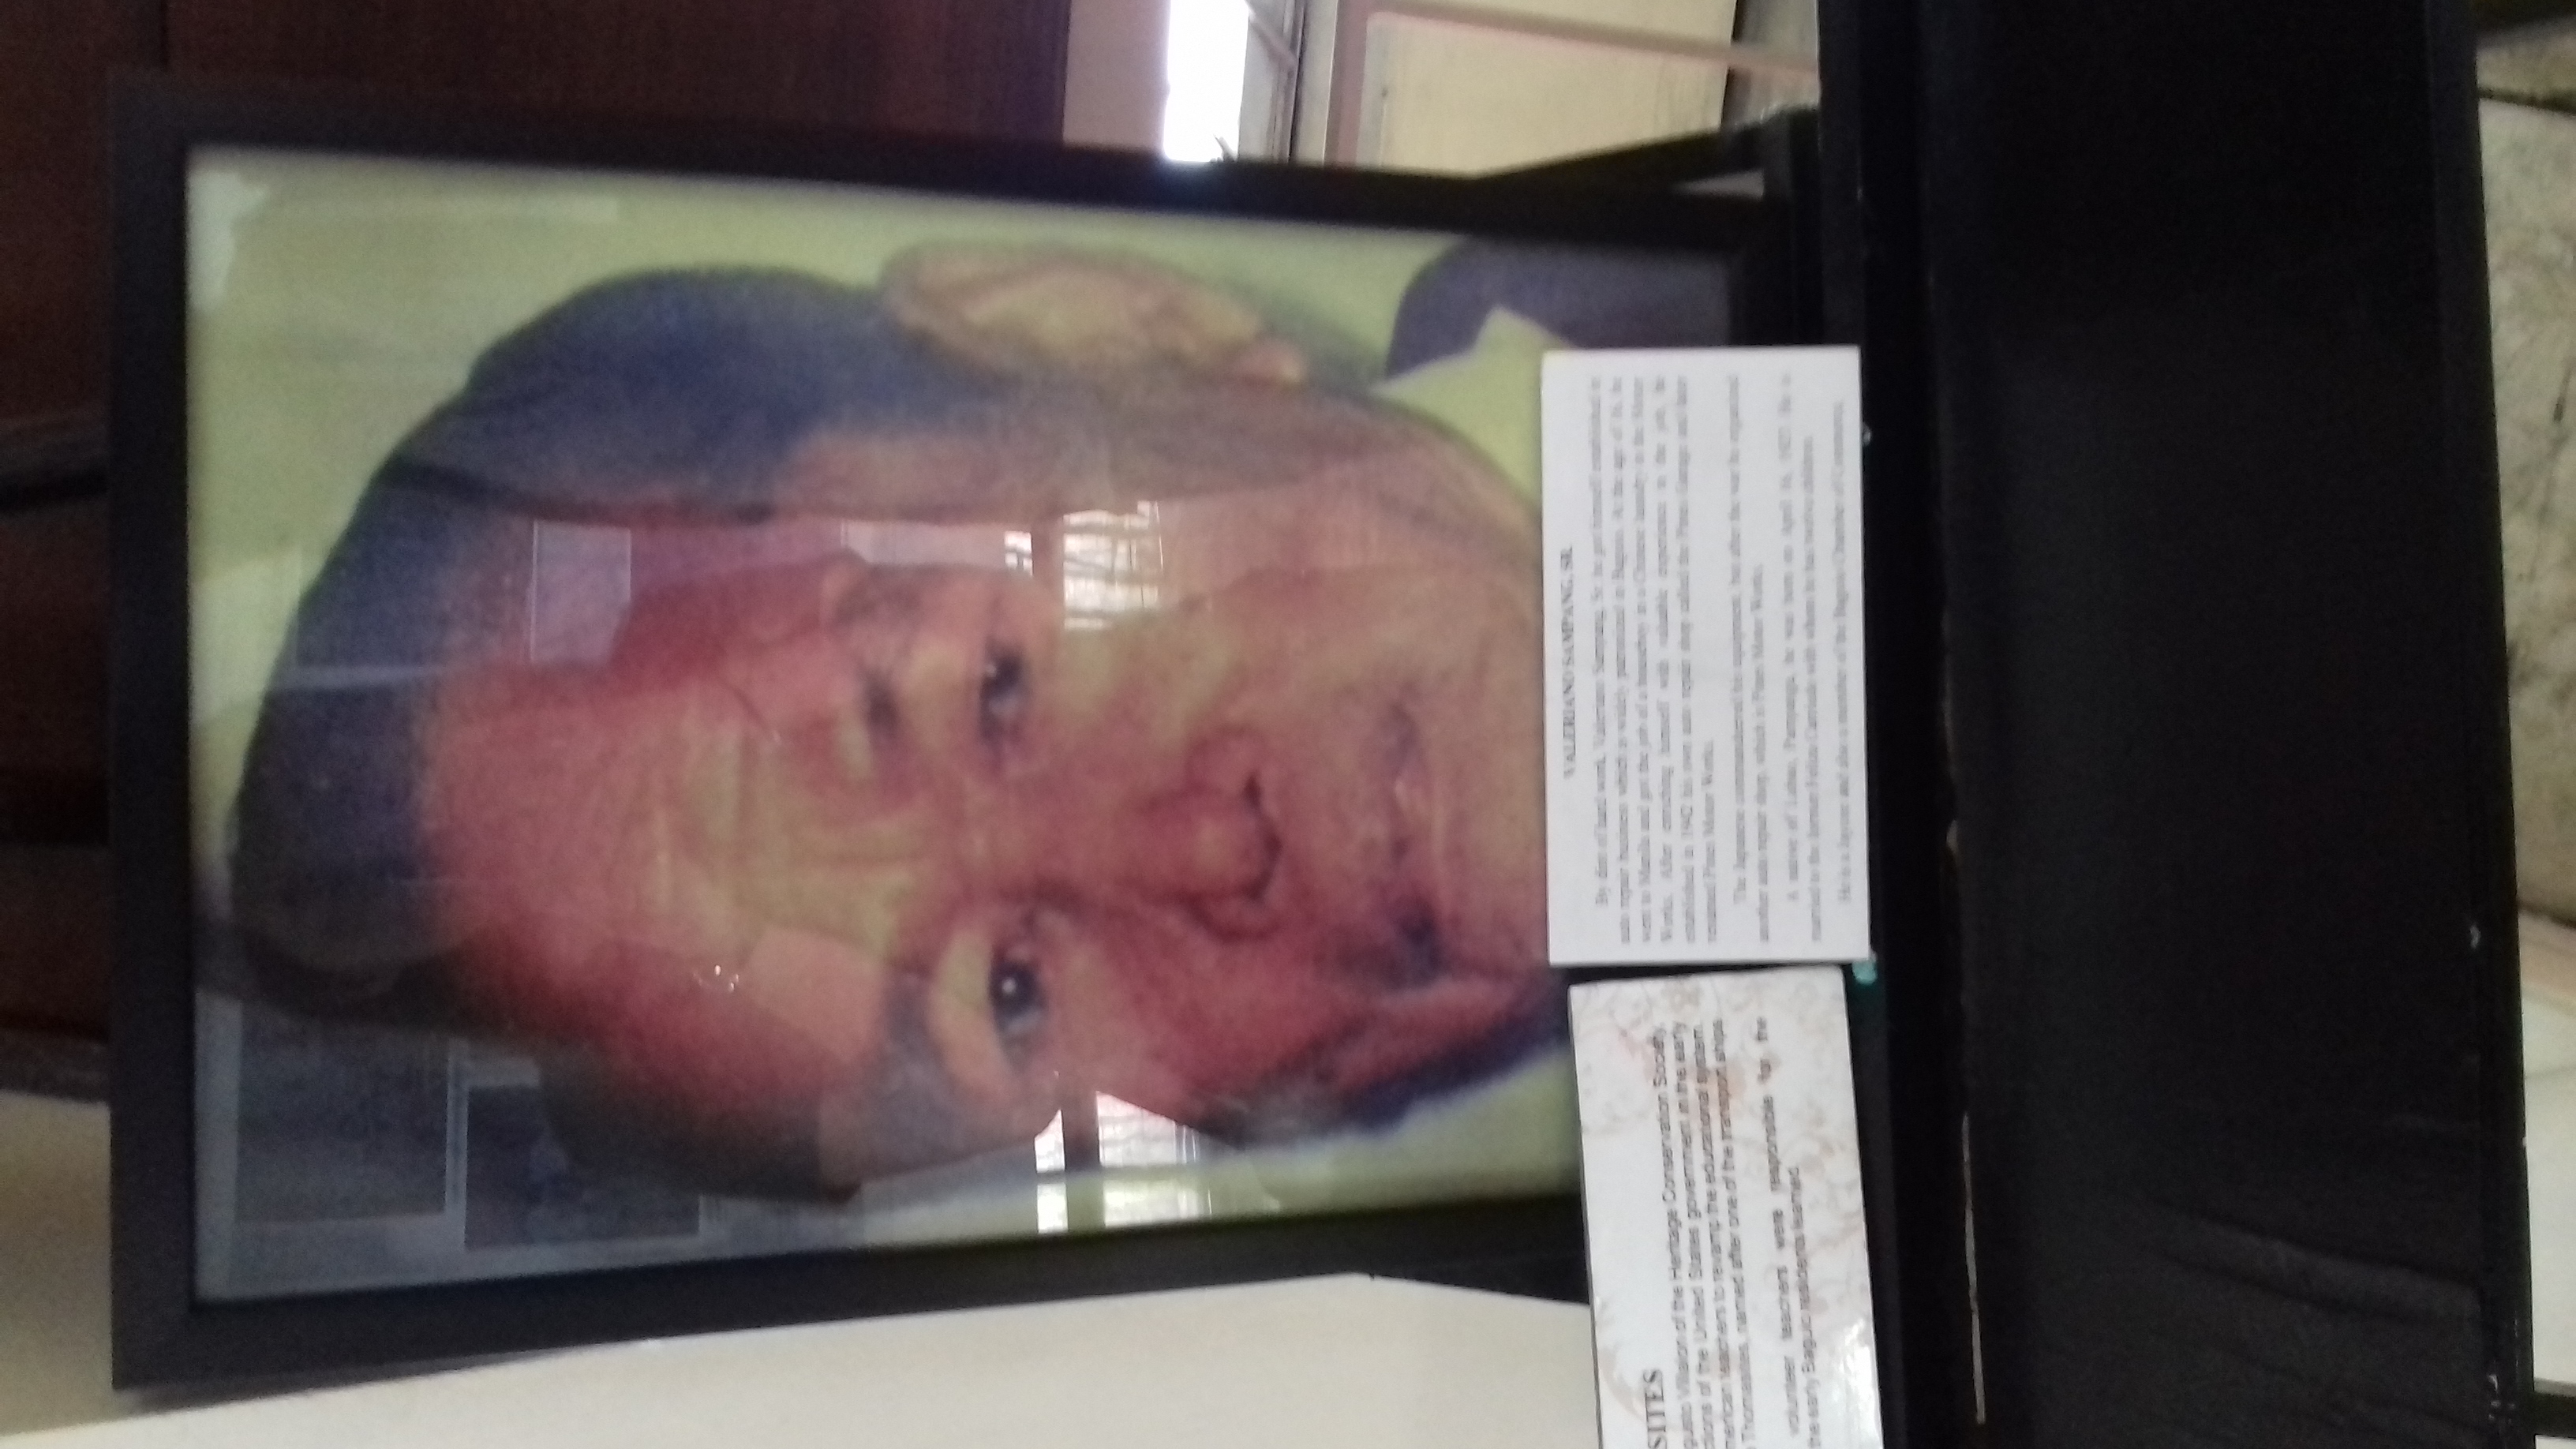 SITES
gusto Villalon of the Heritage Conservation Society,
ctions of the United States government in the early
merican teachers to revamp the educational system.
Thomasites, named after one of the transport ships
volunteer teachers were responsible for the
the early Baguio residents learned
VALERIANO SAMPANG, SR.
By dint of hard work, Valeriano Sampang, Sr. he got himself established in
auto repair business which is widely patronized in Baguio. At the age of 16, he
went to Manila and got the job of a houseboy in a Chinese laundry to the Motor
Works. After enriching himself with valuable experience in the job, he
established in 1942 his own auto repair shop called the Pines Garage and later
renamed Pines Motor Works.
The Japanese commandeered his equipment, but after the war he organized
another auto repair shop, which is Pines Motor Works.
A native of Lubao, Pampanga, he was born on April He is
married to the former with whom he has twelve children.
He is a Jaycee and also a member of the Baguio Chamber of Commerce.